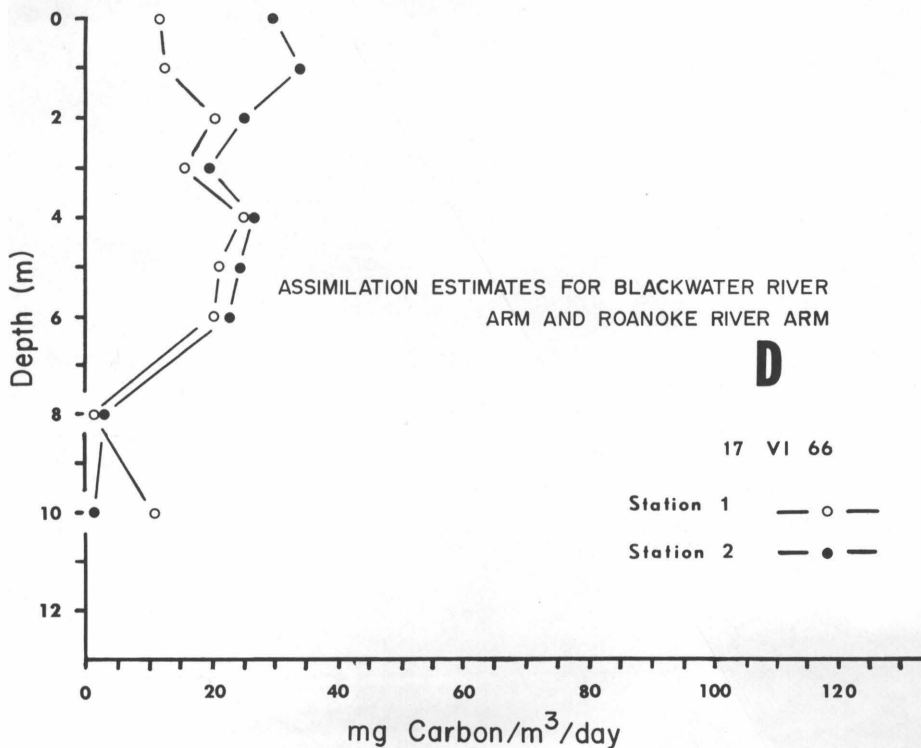 0
2
4
6
8
10
12
Depth (m)
ASSIMILATION ESTIMATES FOR BLACKWATER RIVER
ARM AND ROANOKE RIVER ARM
D
17 VI 66
Station 1
Station 2
0 20 40 60 80 100 120
mg Carbon/m³/day